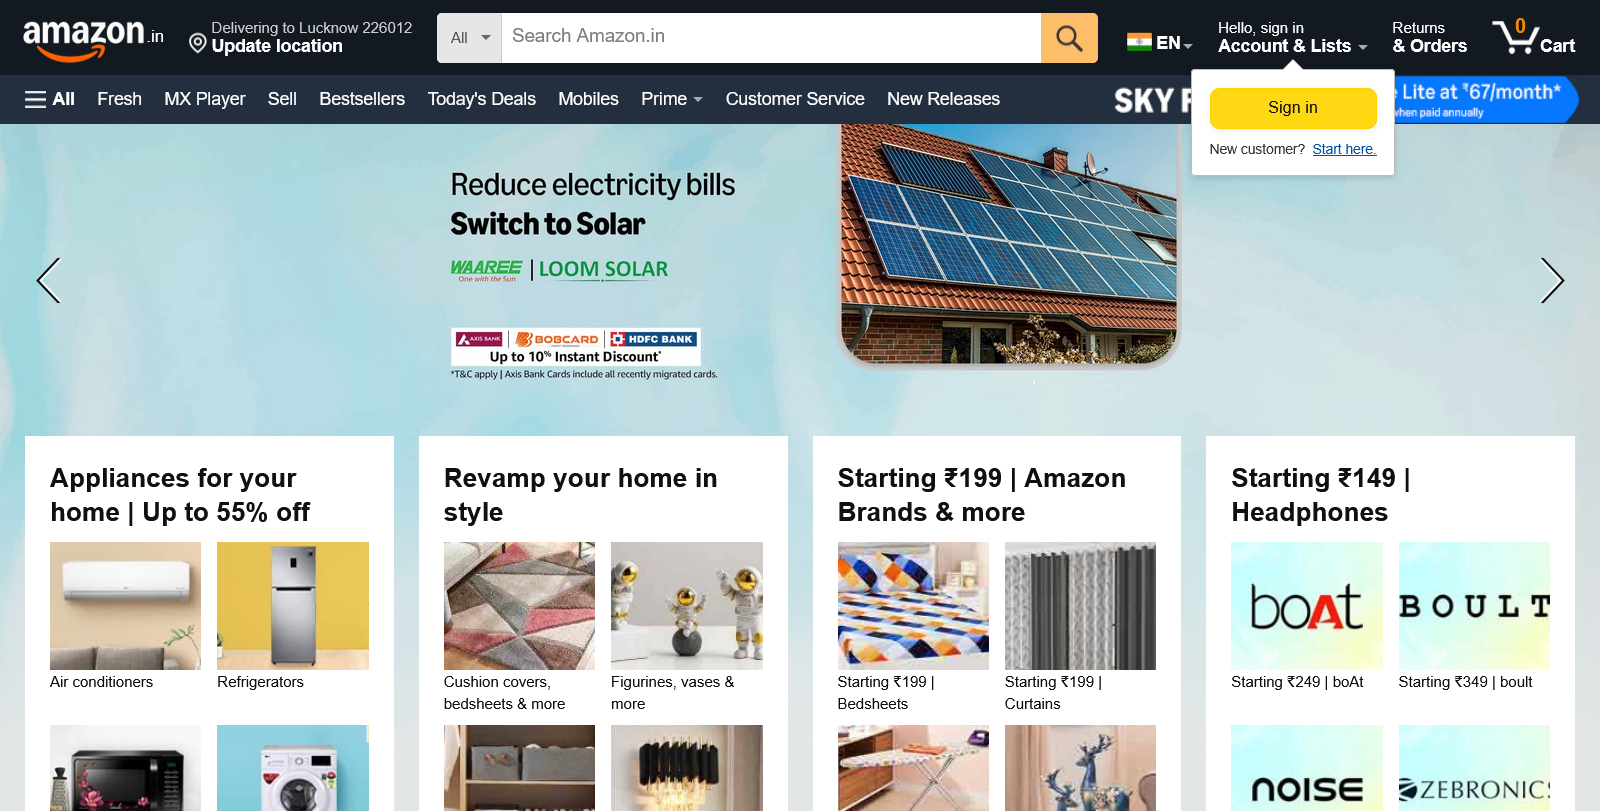 amazon.in
Delivering to Lucknow 226012
Update location
All
Search Amazon.in
EN
Hello, sign in
Account & Lists
Returns
& Orders
0
Cart
All
Fresh
MX Player
Sell
Bestsellers
Today's Deals
Mobiles
Prime
Customer Service
New Releases
SKY
Lite at ₹67/month*
when paid annually
Sign in
New customer? Start here.
Reduce electricity bills
Switch to Solar
WAAREE
One with the Sun
LOOM SOLAR
AXIS BANK
BOBCARD
HDFC BANK
Up to 10% Instant Discount*
*T&C apply | Axis Bank Cards include all recently migrated cards.
Appliances for your
home | Up to 55% off
Air conditioners
Refrigerators
Revamp your home in
style
Cushion covers,
bedsheets & more
Figurines, vases &
more
Starting ₹199 | Amazon
Brands & more
Starting ₹199 |
Bedsheets
Starting ₹199 |
Curtains
Starting ₹149 |
Headphones
boAt
BOULT
Starting ₹249 | boAt
Starting ₹349 | boult
noise
ZEBRONICS